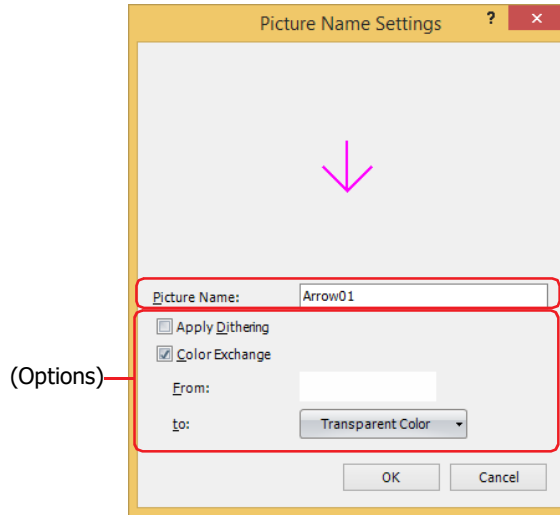 Picture Name Settings ? ×
Picture Name: Arrow01
Apply Dithering
Color Exchange
(Options)
From:
to: Transparent Color
OK Cancel